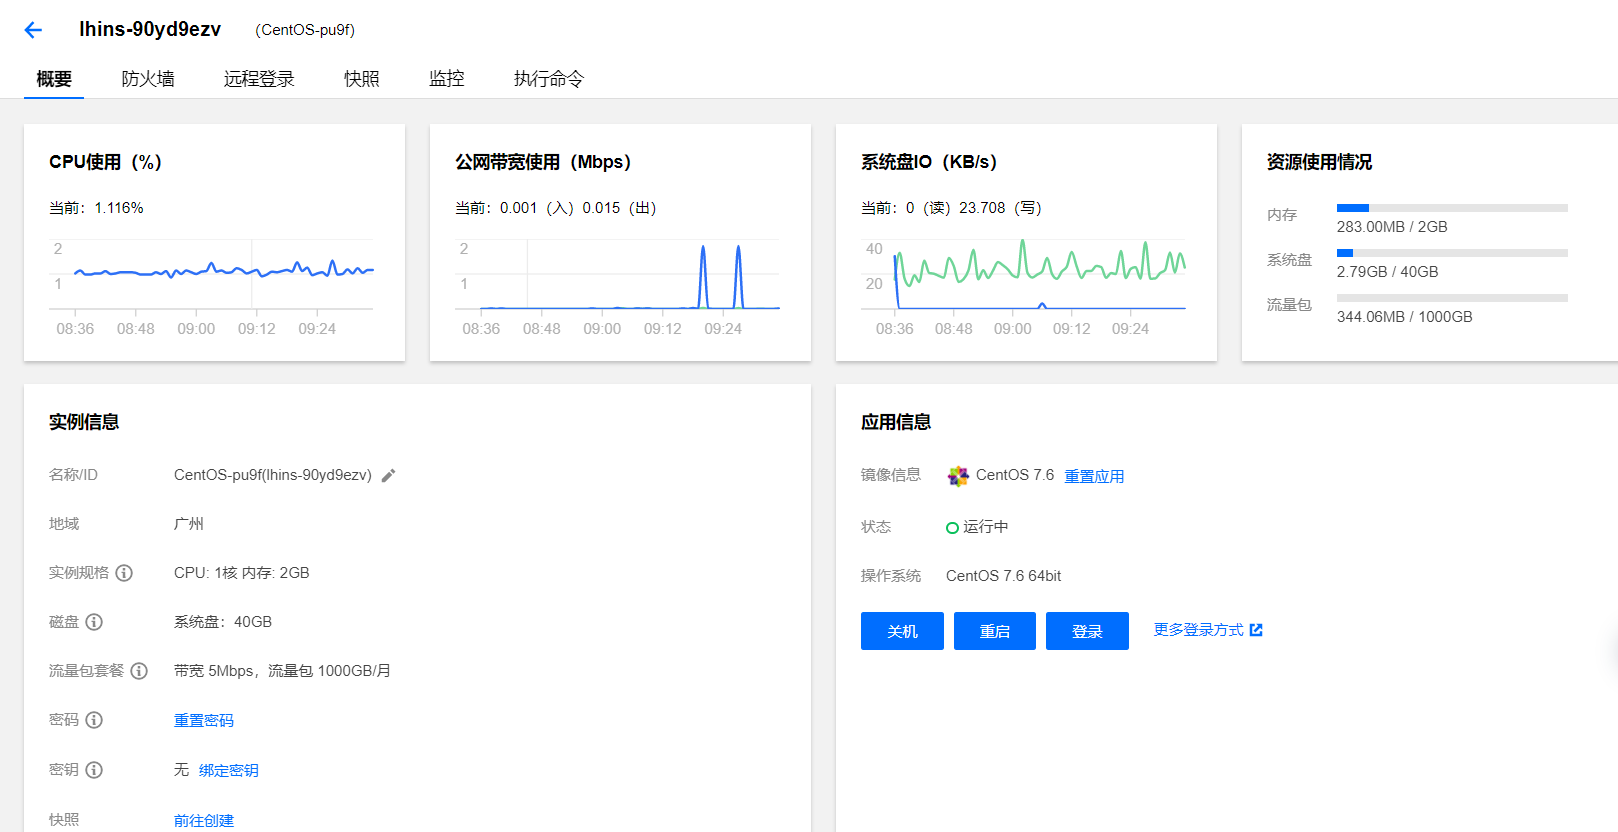 lhins-90yd9ezv (CentOS-pu9f)
概要 防火墙 远程登录 快照 监控 执行命令
CPU使用（%）
当前：1.116%
2
1
08:36 08:48 09:00 09:12 09:24
公网带宽使用（Mbps）
当前：0.001（入）0.015（出）
2
1
08:36 08:48 09:00 09:12 09:24
系统盘IO（KB/s）
当前：0（读）23.708（写）
40
20
08:36 08:48 09:00 09:12 09:24
资源使用情况
内存
283.00MB / 2GB
系统盘
2.79GB / 40GB
流量包
344.06MB / 1000GB
实例信息
名称/ID CentOS-pu9f(lhins-90yd9ezv)
地域 广州
实例规格 CPU: 1核 内存: 2GB
磁盘 系统盘：40GB
流量包套餐 带宽 5Mbps，流量包 1000GB/月
密码 重置密码
密钥 无 绑定密钥
快照 前往创建
应用信息
镜像信息 CentOS 7.6 重置应用
状态 运行中
操作系统 CentOS 7.6 64bit
关机 重启 登录 更多登录方式